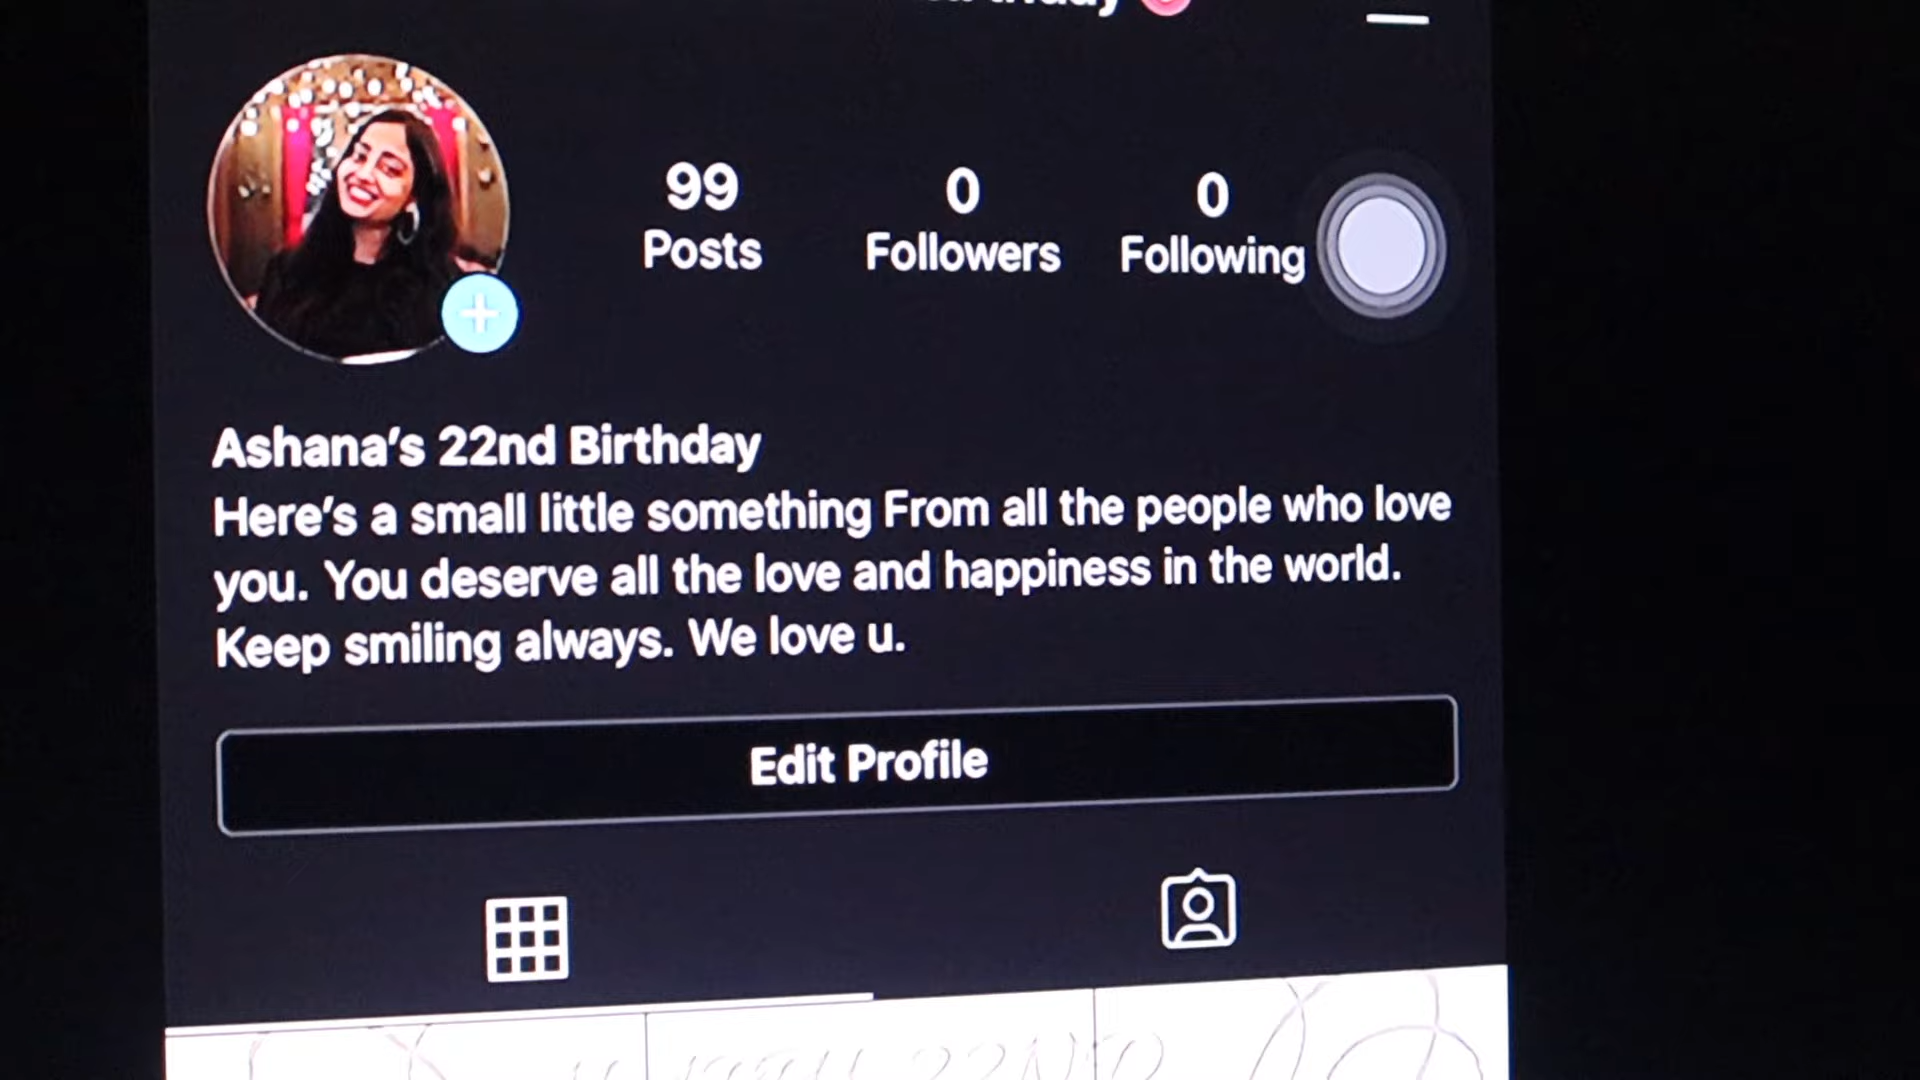 99
Posts
0
Followers
0
Following
Ashana's 22nd Birthday
Here's a small little something From all the people who love
you. You deserve all the love and happiness in the world.
Keep smiling always. We love u.
Edit Profile
22ND